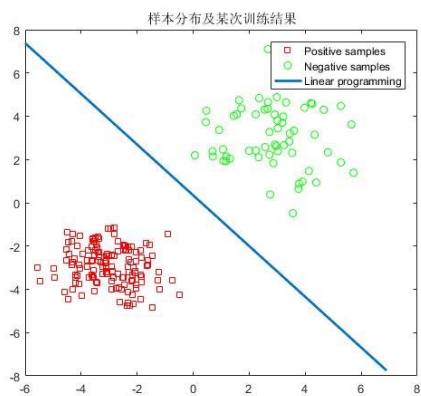 样本分布及某次训练结果
Positive samples
Negative samples
Linear programming
8
6
4
2
0
-2
-4
-6
-8
-6 -4 -2 0 2 4 6 8